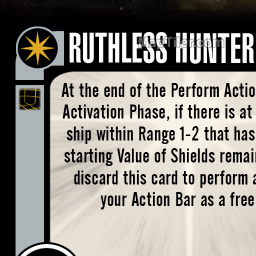 RUTHLESS HUNTER
At the end of the Perform Actio
Activation Phase, if there is at
ship within Range 1-2 that has
starting Value of Shields remai
discard this card to perform a
your Action Bar as a free